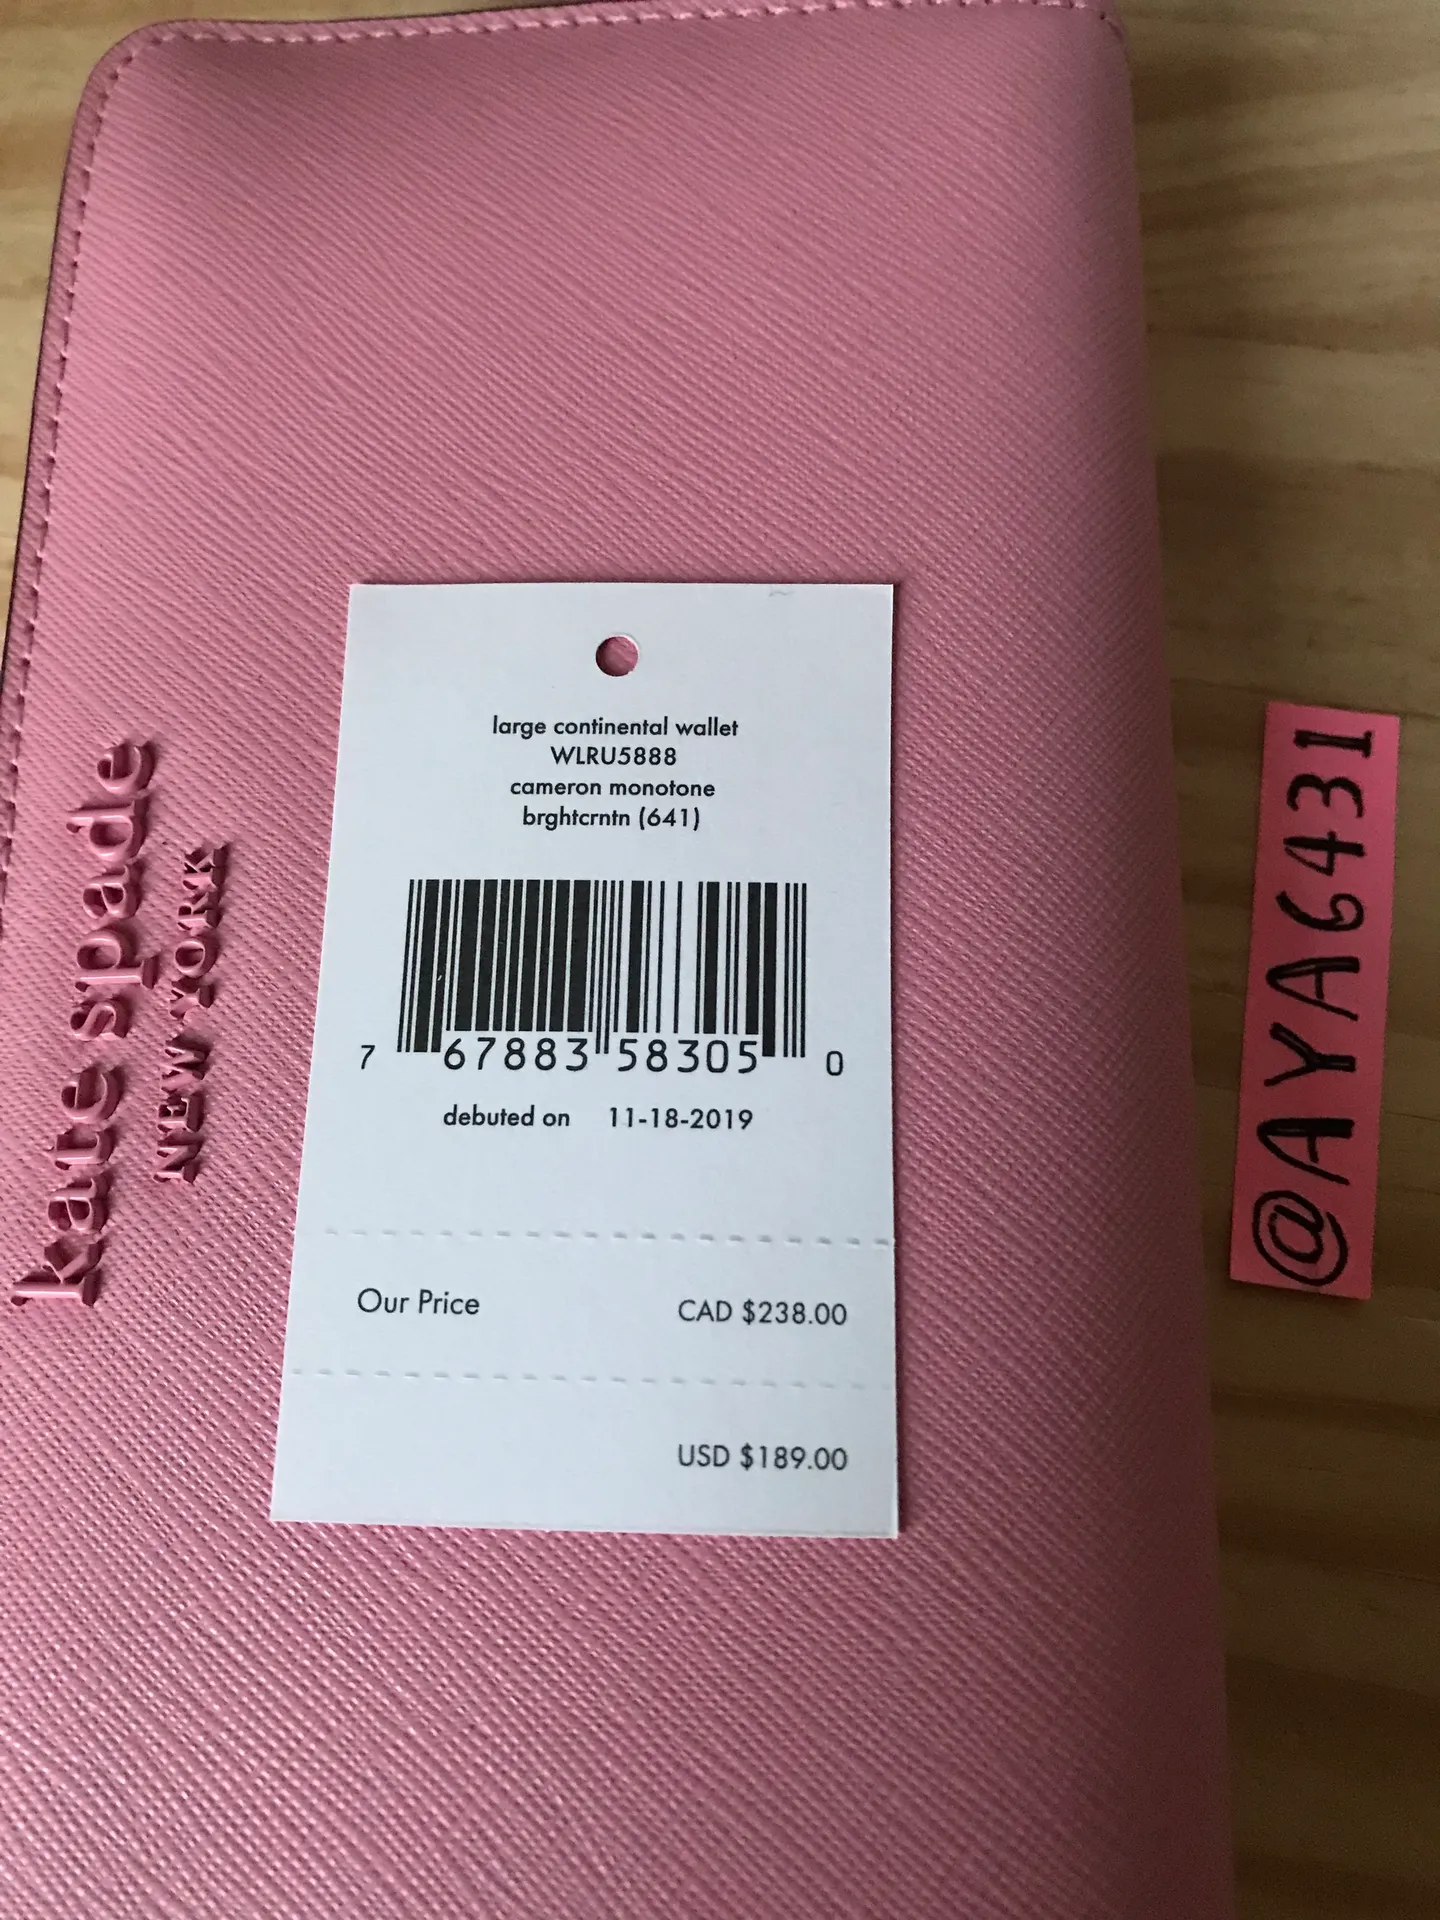 kate spade
NEW YORK
large continental wallet
WLRU5888
cameron monotone
brghtcrntn (641)
7 67883 58305 0
debuted on 11-18-2019
Our Price CAD $238.00
USD $189.00
@AYA6431